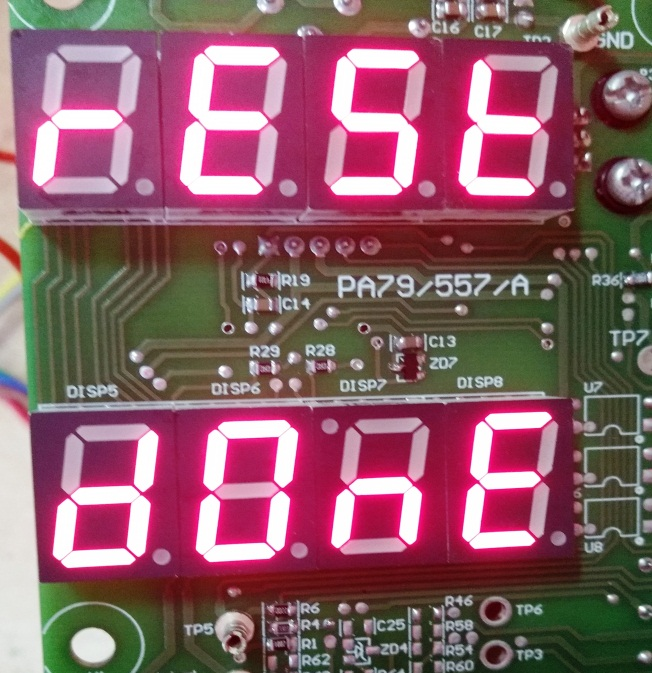 C16 C17
GND
rESt
R19
PA79/557/A
C14
R36
C13
TP7
R29 R28
ZD7
DISP5 DISP6 DISP7 DISP8
U7
dOnE
U8
R6
R46
TP6
R4
C25
R58
TP5
R1
ZD4
R54
TP3
R62
R60